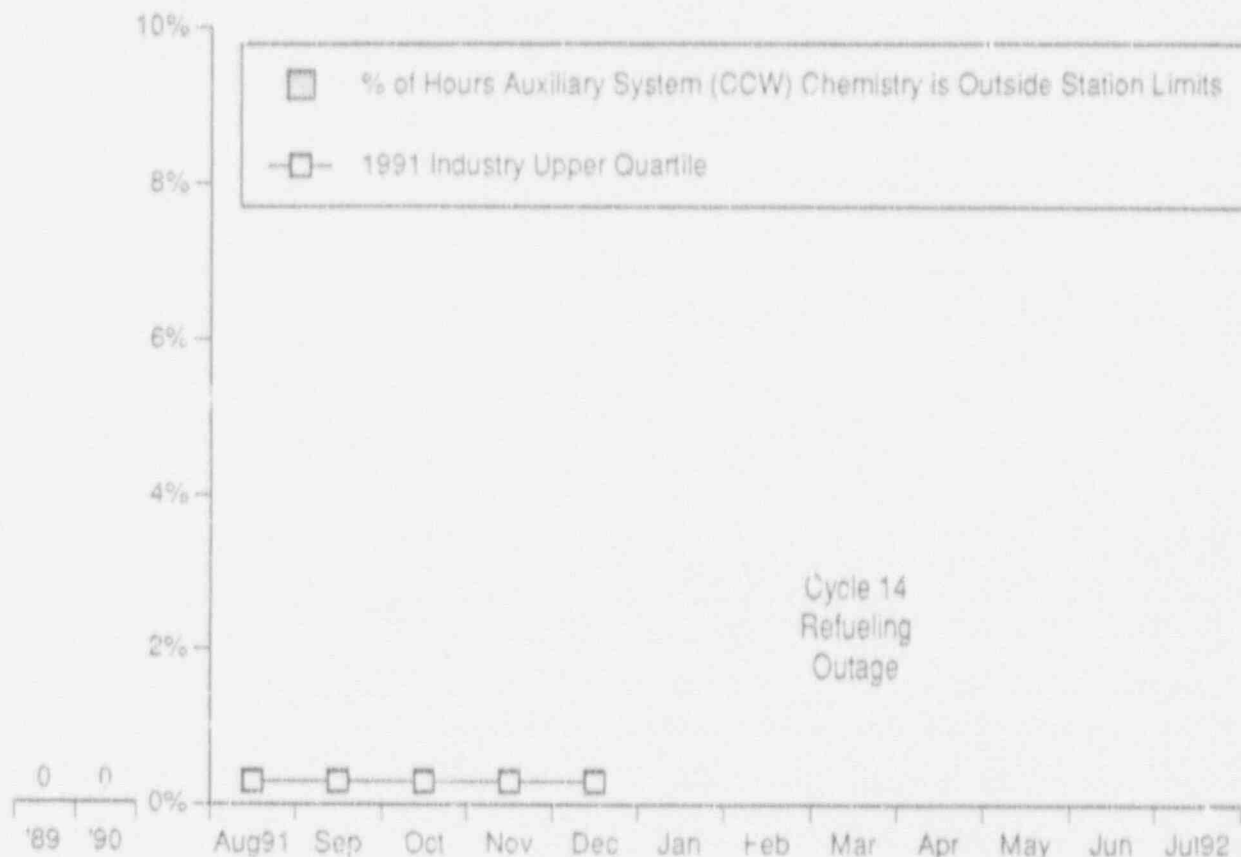 10%
% of Hours Auxiliary System (CCW) Chemistry is Outside Station Limits
1991 Industry Upper Quartile
8%
6%
4%
Cycle 14
Refueling
Outage
2%
0 0
0%
'89 '90 Aug91 Sep Oct Nov Dec Jan Feb Mar Apr May Jun Jul92